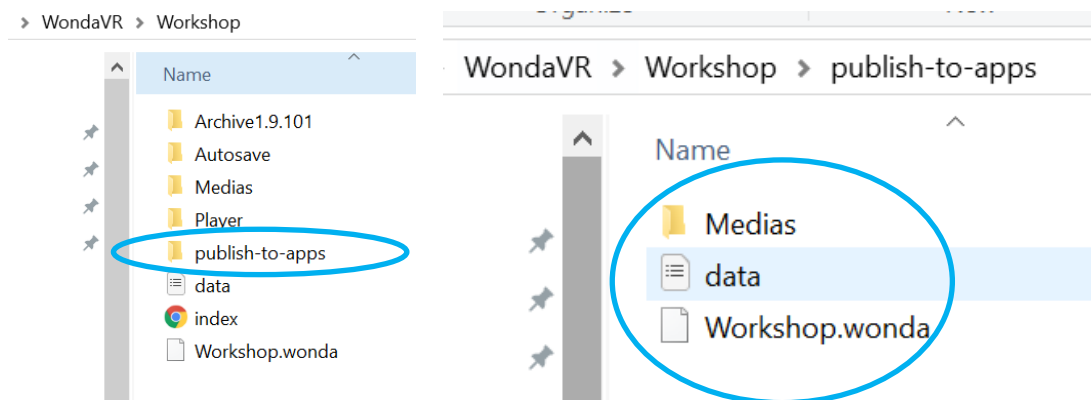 WondaVR > Workshop
Name
Archive1.9.101
Autosave
Medias
Player
publish-to-apps
data
index
Workshop.wonda
WondaVR > Workshop > publish-to-apps
Name
Medias
data
Workshop.wonda